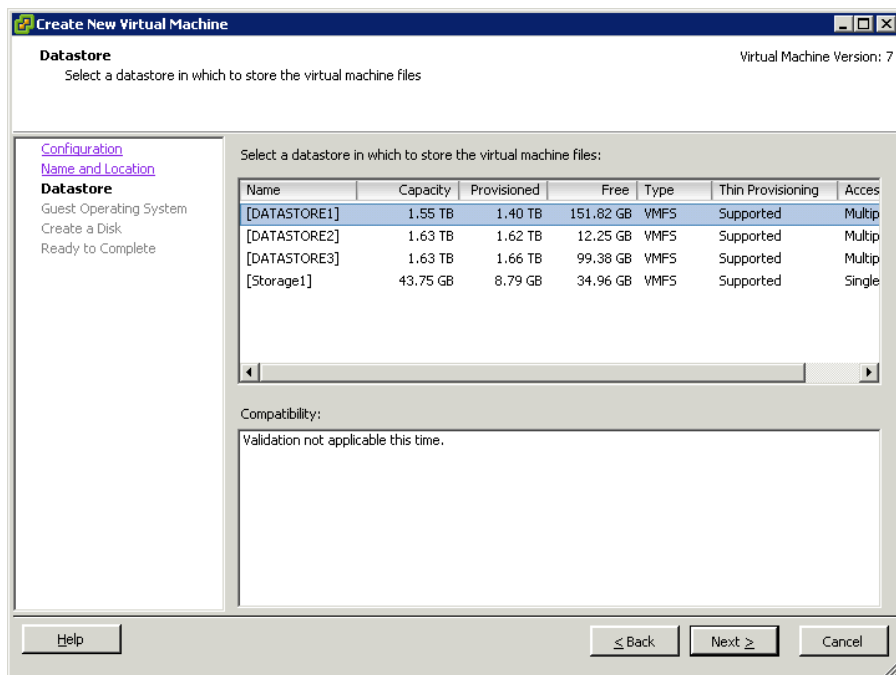 Create New Virtual Machine
Datastore
Select a datastore in which to store the virtual machine files
Virtual Machine Version: 7
Configuration
Name and Location
Datastore
Guest Operating System
Create a Disk
Ready to Complete
Select a datastore in which to store the virtual machine files:
Name Capacity Provisioned Free Type Thin Provisioning Acces
[DATASTORE1] 1.55 TB 1.40 TB 151.82 GB VMFS Supported Multip
[DATASTORE2] 1.63 TB 1.62 TB 12.25 GB VMFS Supported Multip
[DATASTORE3] 1.63 TB 1.66 TB 99.38 GB VMFS Supported Multip
[Storage1] 43.75 GB 8.79 GB 34.96 GB VMFS Supported Single
Compatibility:
Validation not applicable this time.
Help
< Back
Next >
Cancel